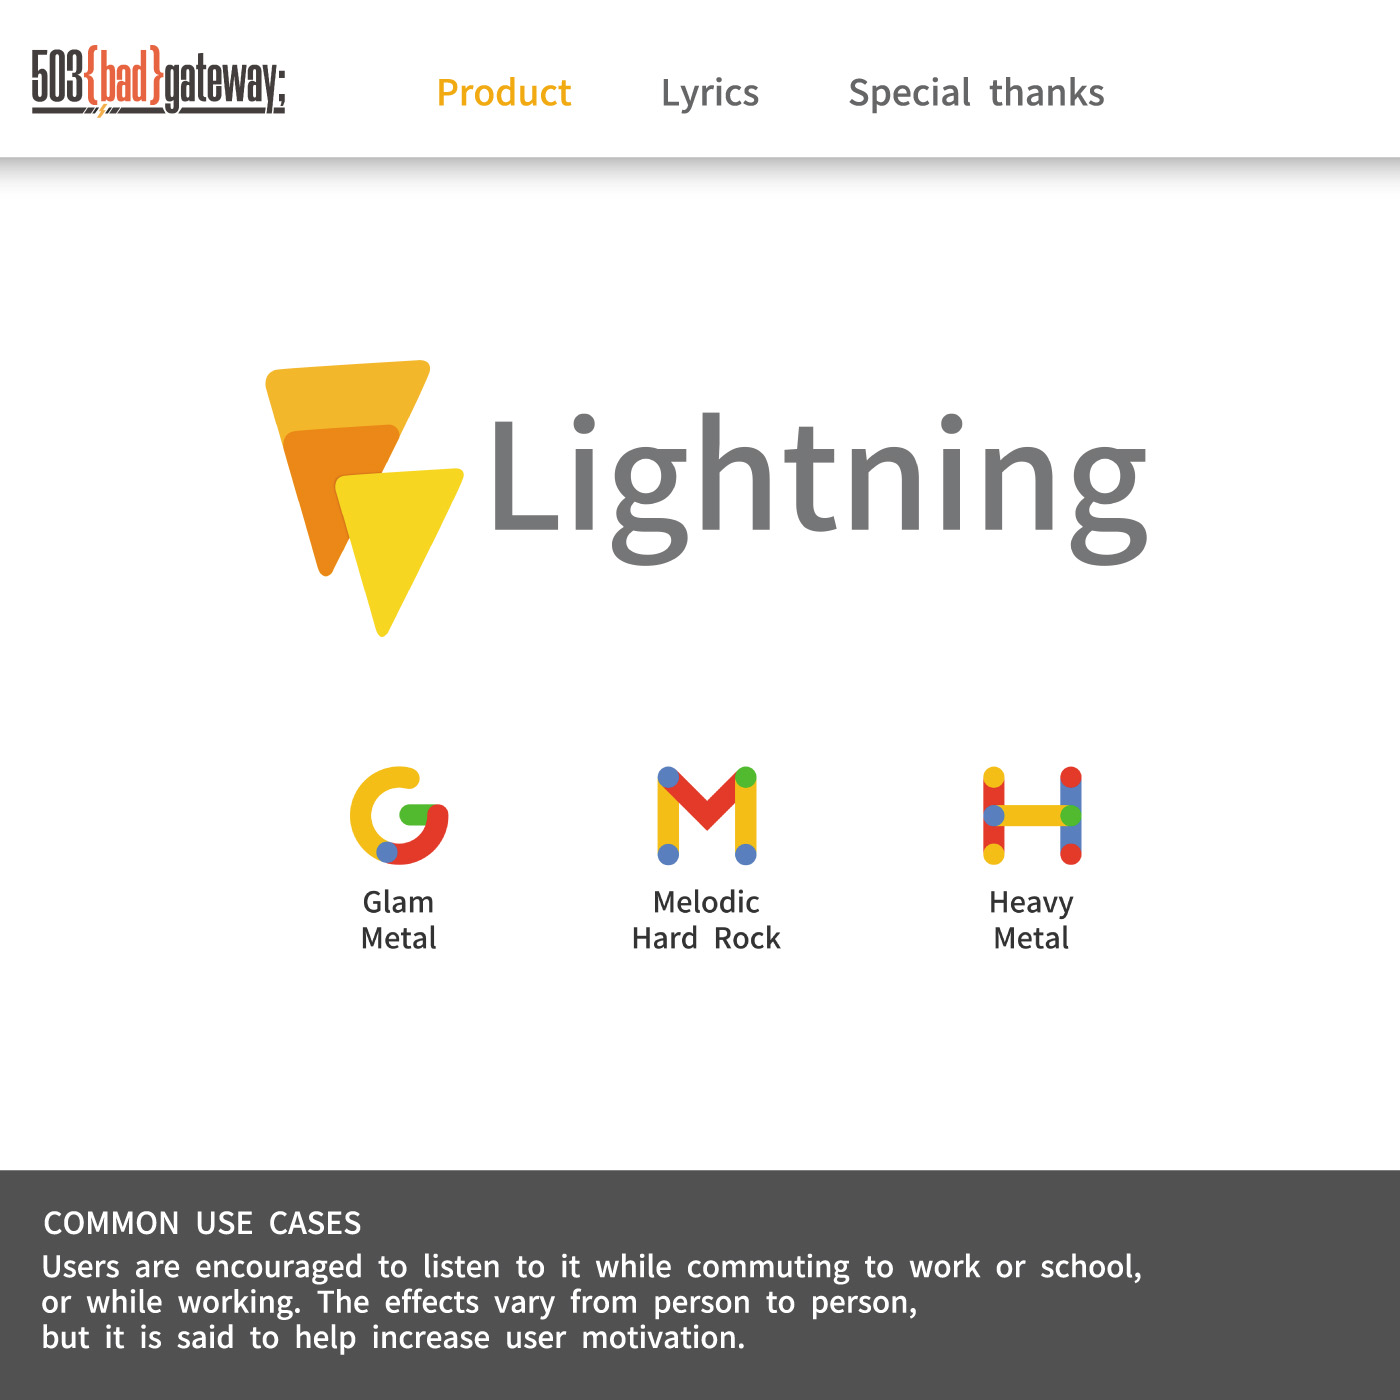 503{bad}gateway;
Product
Lyrics
Special thanks
Lightning
G
M
H
Glam
Metal
Melodic
Hard Rock
Heavy
Metal
COMMON USE CASES
Users are encouraged to listen to it while commuting to work or school,
or while working. The effects vary from person to person,
but it is said to help increase user motivation.